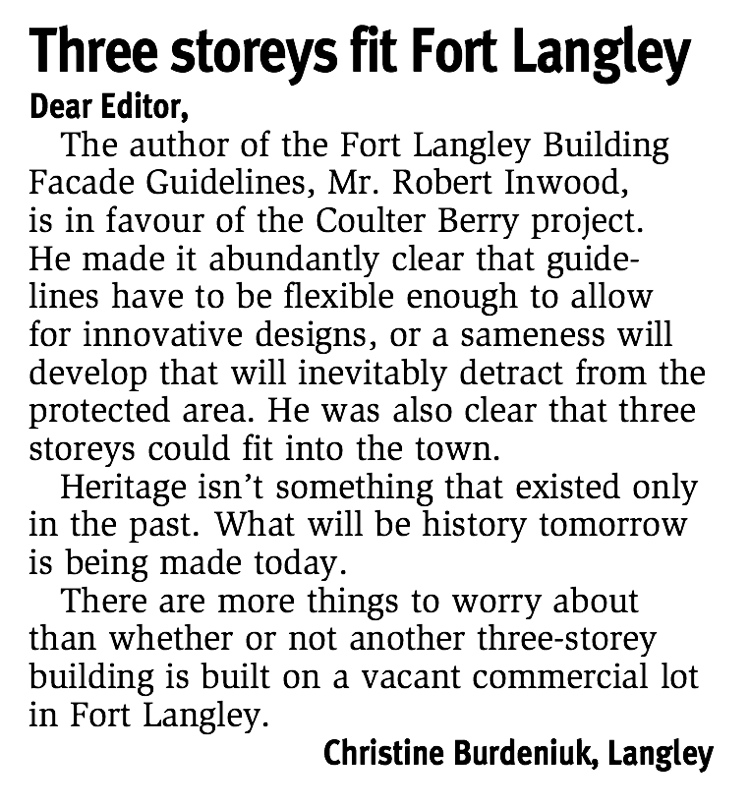 Three storeys fit Fort Langley
Dear Editor,
The author of the Fort Langley Building
Facade Guidelines, Mr. Robert Inwood,
is in favour of the Coulter Berry project.
He made it abundantly clear that guide-
lines have to be flexible enough to allow
for innovative designs, or a sameness will
develop that will inevitably detract from the
protected area. He was also clear that three
storeys could fit into the town.
Heritage isn't something that existed only
in the past. What will be history tomorrow
is being made today.
There are more things to worry about
than whether or not another three-storey
building is built on a vacant commercial lot
in Fort Langley.
Christine Burdeniuk, Langley